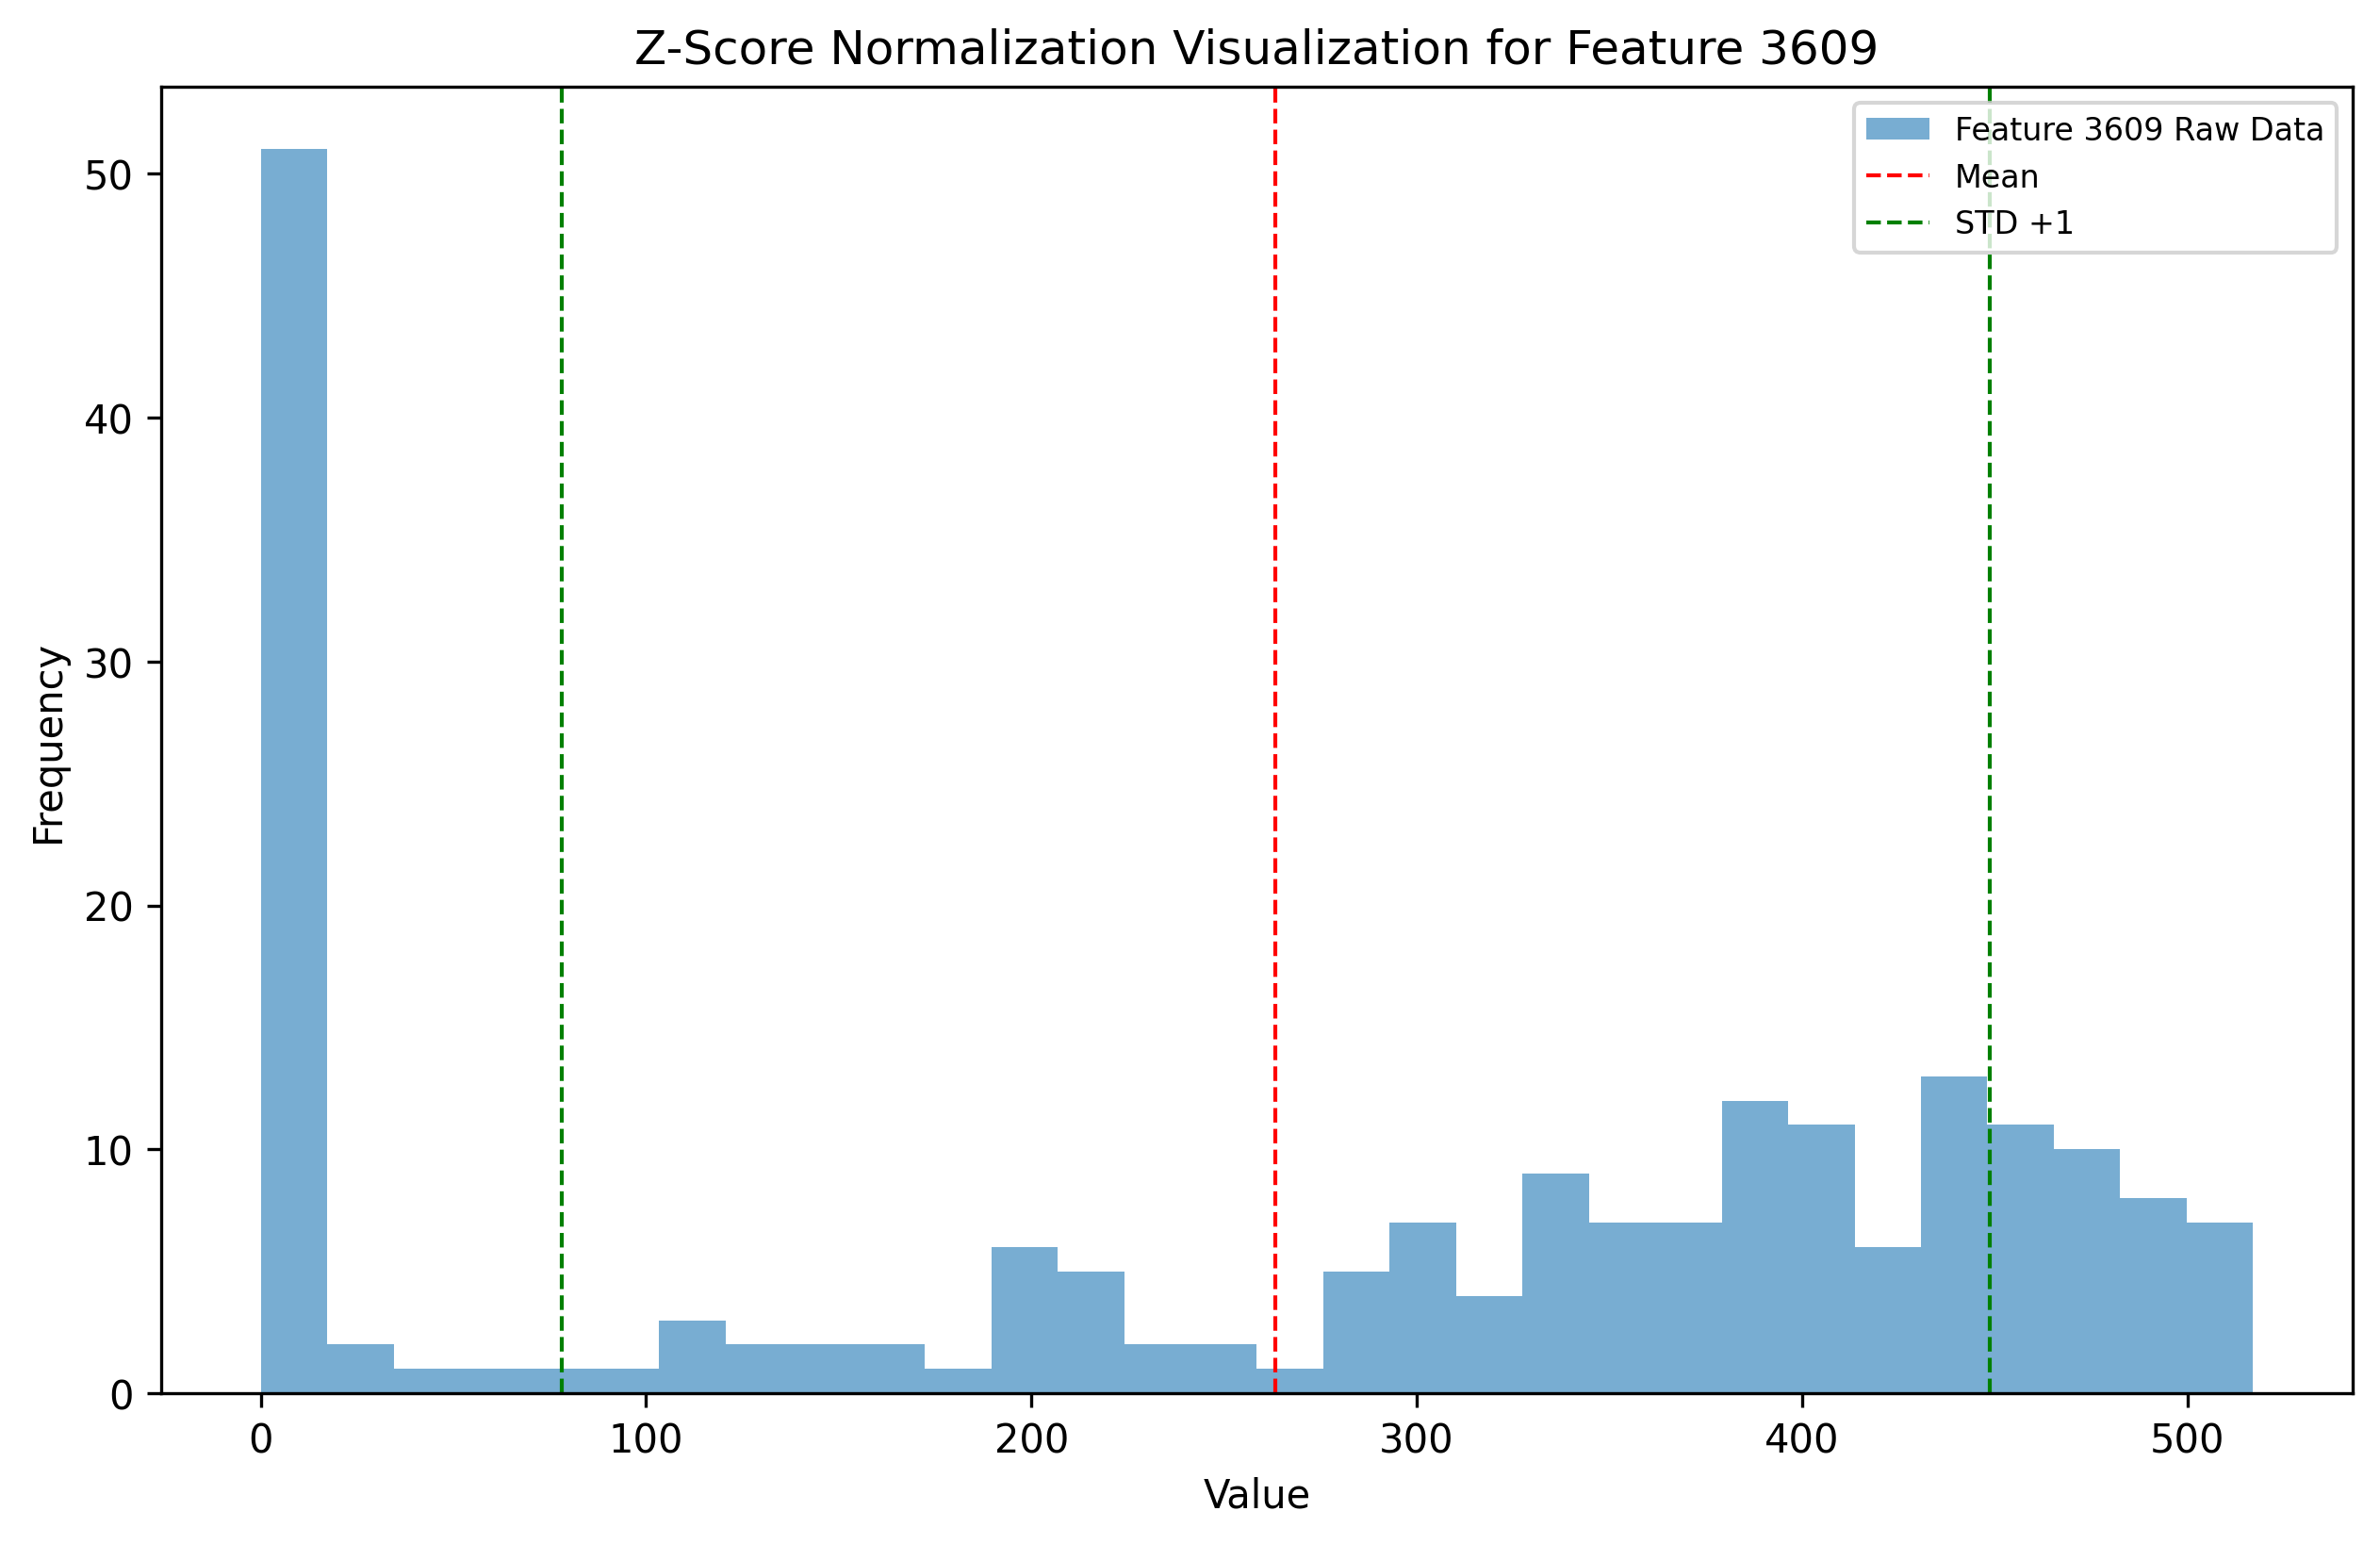 Z-Score Normalization Visualization for Feature 3609
Feature 3609 Raw Data
Mean
STD +1
Frequency
50
40
30
20
10
0
0 100 200 300 400 500
Value